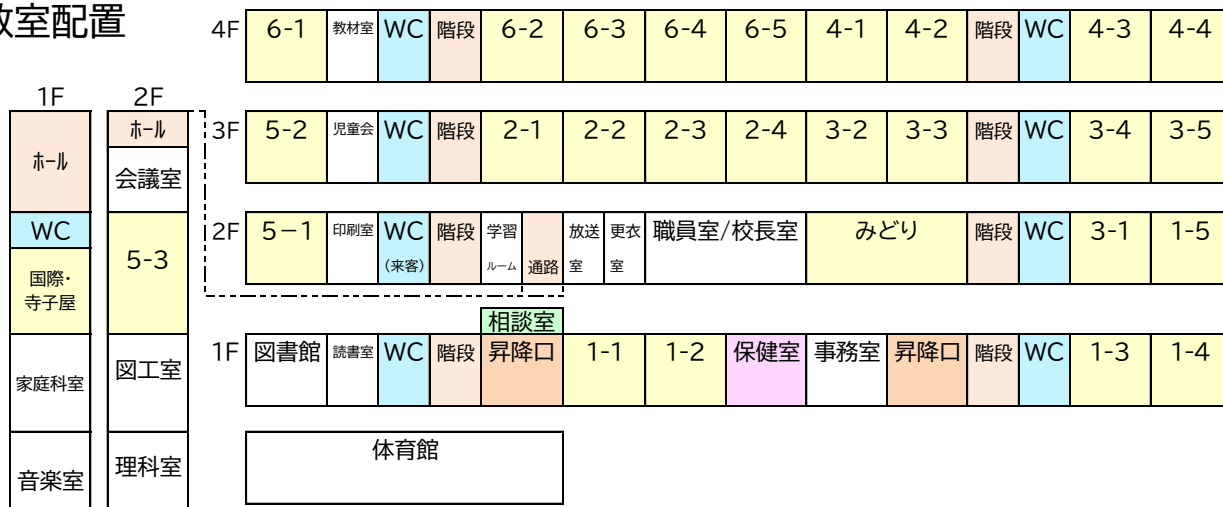 教室配置
4F 6-1 教材室 WC 階段 6-2 6-3 6-4 6-5 4-1 4-2 階段 WC 4-3 4-4
1F 2F
ホール
会議室
ホール
WC
国際・
寺子屋
5-3
家庭科室
図工室
音楽室
理科室
3F 5-2 児童会 WC 階段 2-1 2-2 2-3 2-4 3-2 3-3 階段 WC 3-4 3-5
2F 5−1 印刷室 WC 階段 学習 放送 更衣 職員室/校長室 みどり 階段 WC 3-1 1-5
(来客) ルーム 通路 室 室
相談室
1F 図書館 読書室 WC 階段 昇降口 1-1 1-2 保健室 事務室 昇降口 階段 WC 1-3 1-4
体育館